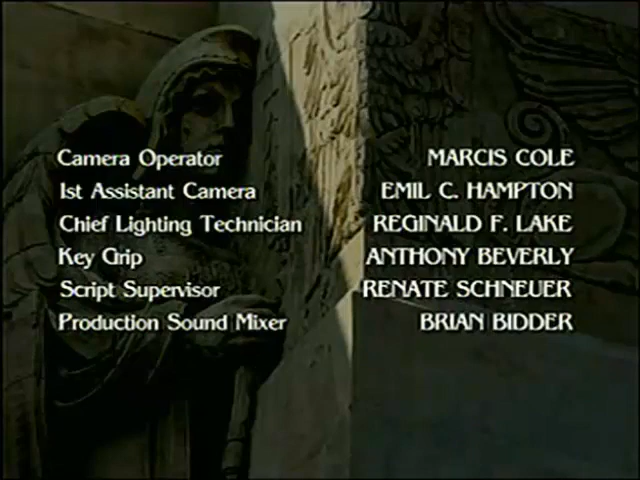 Camera Operator MARCIS COLE
1st Assistant Camera EMIL C. HAMPTON
Chief Lighting Technician REGINALD F. LAKE
Key Grip ANTHONY BEVERLY
Script Supervisor RENATE SCHNEUER
Production Sound Mixer BRIAN BIDDER